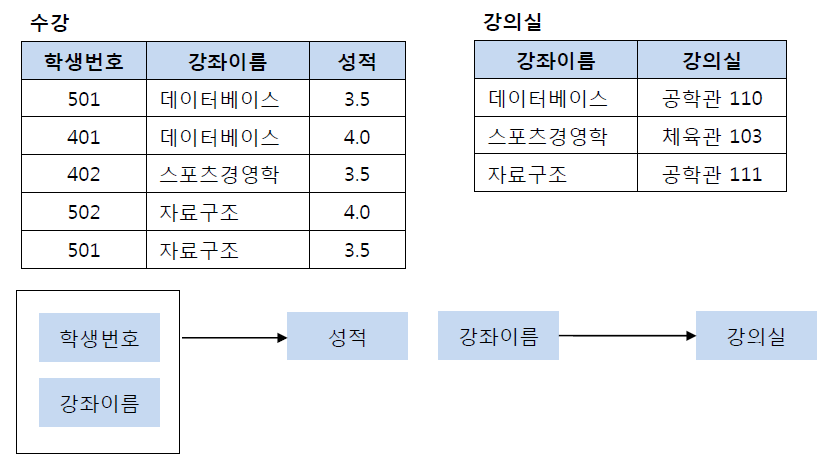 수강
학생번호 강좌이름 성적
501 데이터베이스 3.5
401 데이터베이스 4.0
402 스포츠경영학 3.5
502 자료구조 4.0
501 자료구조 3.5
강의실
강좌이름 강의실
데이터베이스 공학관 110
스포츠경영학 체육관 103
자료구조 공학관 111
학생번호
강좌이름
성적
강좌이름
강의실